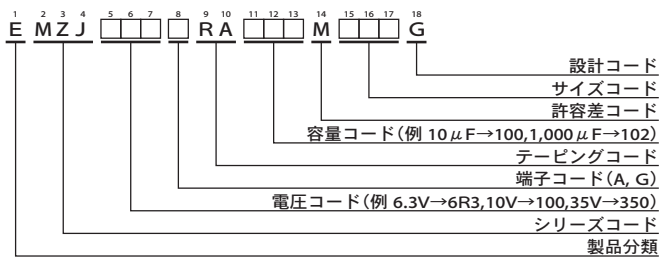 1 2 3 4 5 6 7 8 9 10 11 12 13 14 15 16 17 18
E MZJ □□□ □ RA □□□ M □□□ G
設計コード
サイズコード
許容差コード
容量コード(例 10μF→100,1,000μF→102)
テーピングコード
端子コード(A, G)
電圧コード(例 6.3V→6R3,10V→100,35V→350)
シリーズコード
製品分類